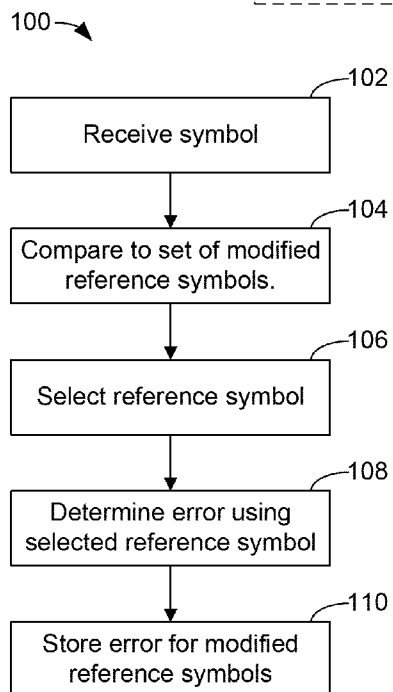 100
102
Receive symbol
104
Compare to set of modified
reference symbols.
106
Select reference symbol
108
Determine error using
selected reference symbol
110
Store error for modified
reference symbols